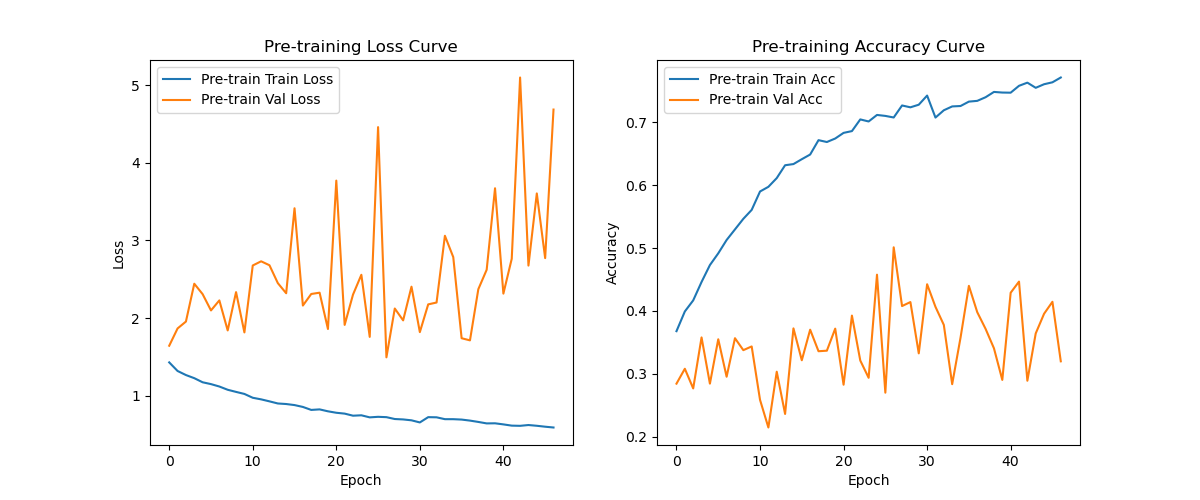 Pre-training Loss Curve
Pre-train Train Loss
Pre-train Val Loss
5
4
3
2
1
Loss
0
10
20
30
40
Epoch
Pre-training Accuracy Curve
Pre-train Train Acc
Pre-train Val Acc
0.7
0.6
0.5
0.4
0.3
0.2
Accuracy
0
10
20
30
40
Epoch